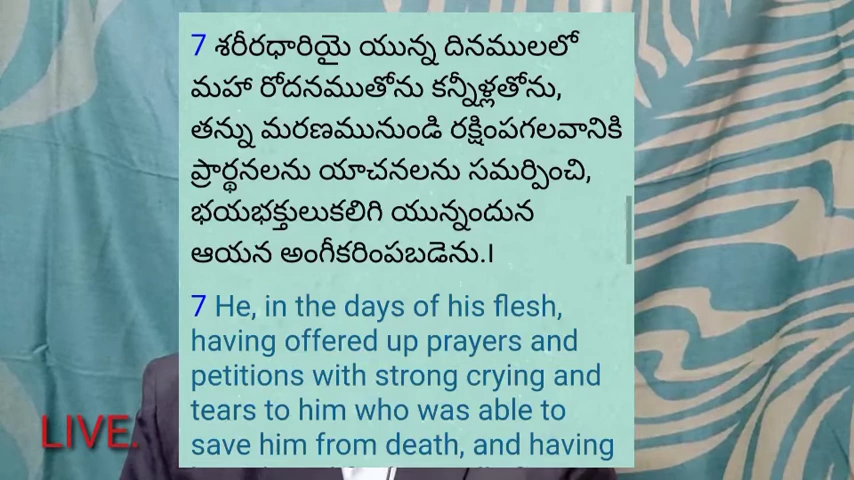 7 శరీరధారియై యున్న దినములలో
మహా రోదనముతోను కన్నీళ్లతోను,
తన్ను మరణమునుండి రక్షింపగలవానికి
ప్రార్థనలను యాచనలను సమర్పించి,
భయభక్తులుకలిగి యున్నందున
ఆయన అంగీకరింపబడెను.I
7 He, in the days of his flesh,
having offered up prayers and
petitions with strong crying and
tears to him who was able to
save him from death, and having
LIVE.